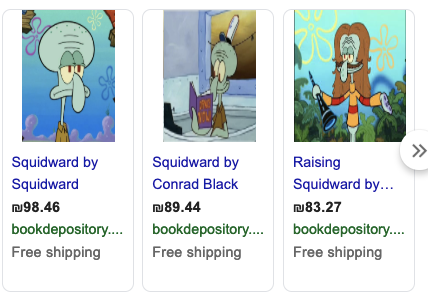 Squidward by
Squidward
₪98.46
bookdepository....
Free shipping
Squidward by
Conrad Black
₪89.44
bookdepository....
Free shipping
Raising
Squidward by...
₪83.27
bookdepository....
Free shipping